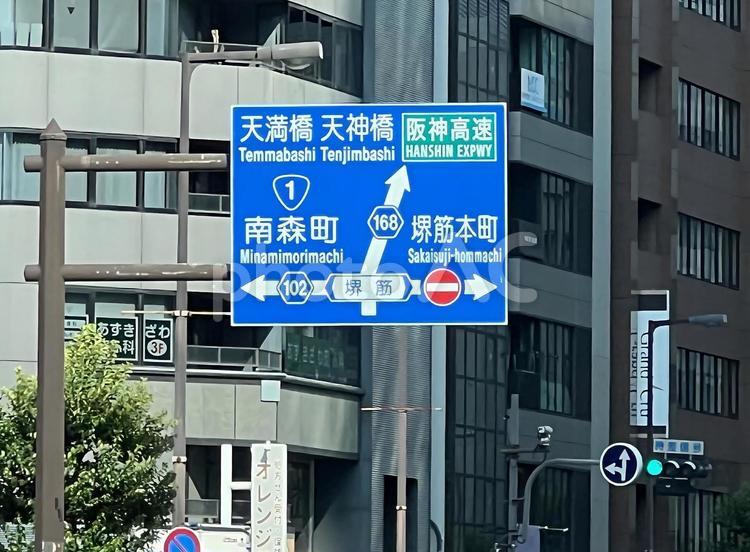 天満橋 天神橋 阪神高速
Temmabashi Tenjimbashi HANSHIN EXPWY
1
南森町 168 堺筋本町
Minamimorimachi Sakaisuji-hommachi
102 堺筋
photoAC
あずき ざわ
科 3F
オレンジ